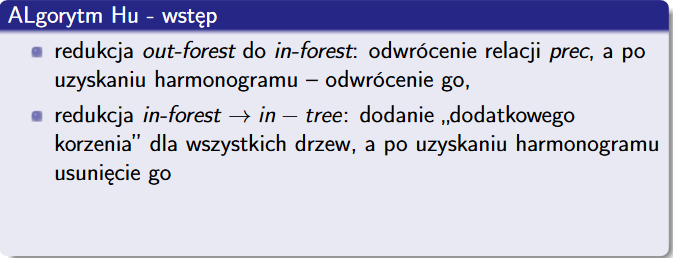 ALgorytm Hu - wstęp
redukcja out-forest do in-forest: odwrócenie relacji prec, a po
uzyskaniu harmonogramu – odwrócenie go,
redukcja in-forest → in − tree: dodanie „dodatkowego
korzenia” dla wszystkich drzew, a po uzyskaniu harmonogramu
usunięcie go